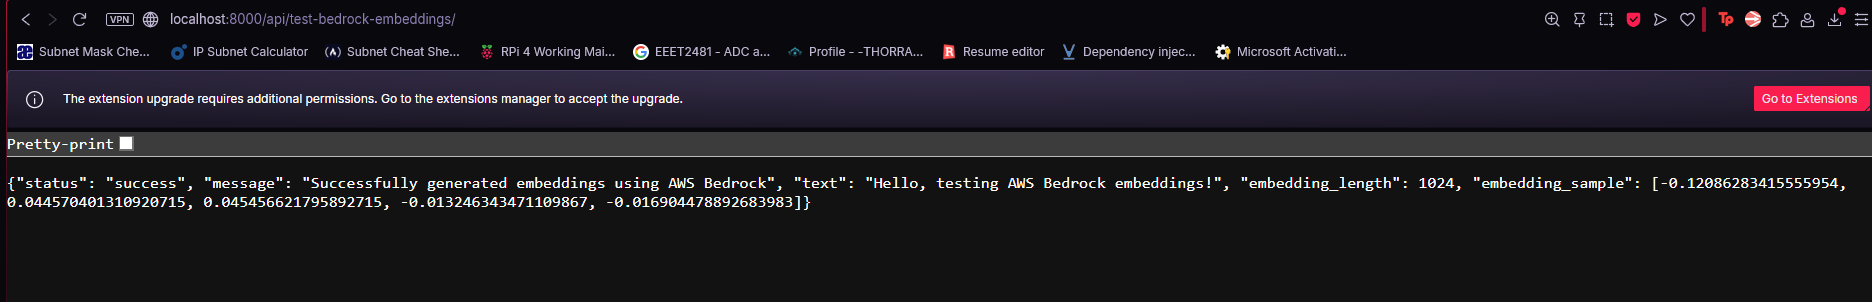 VPN localhost:8000/api/test-bedrock-embeddings/ Tp
Subnet Mask Che... IP Subnet Calculator Subnet Cheat She... RPi 4 Working Mai... EEET2481 - ADC a... Profile - -THORRA... Resume editor Dependency injec... Microsoft Activati...
The extension upgrade requires additional permissions. Go to the extensions manager to accept the upgrade. Go to Extensions
Pretty-print
{"status": "success", "message": "Successfully generated embeddings using AWS Bedrock", "text": "Hello, testing AWS Bedrock embeddings!", "embedding_length": 1024, "embedding_sample": [-0.12086283415555954,
0.044570401310920715, 0.045456621795892715, -0.013246343471109867, -0.016904478892683983]}